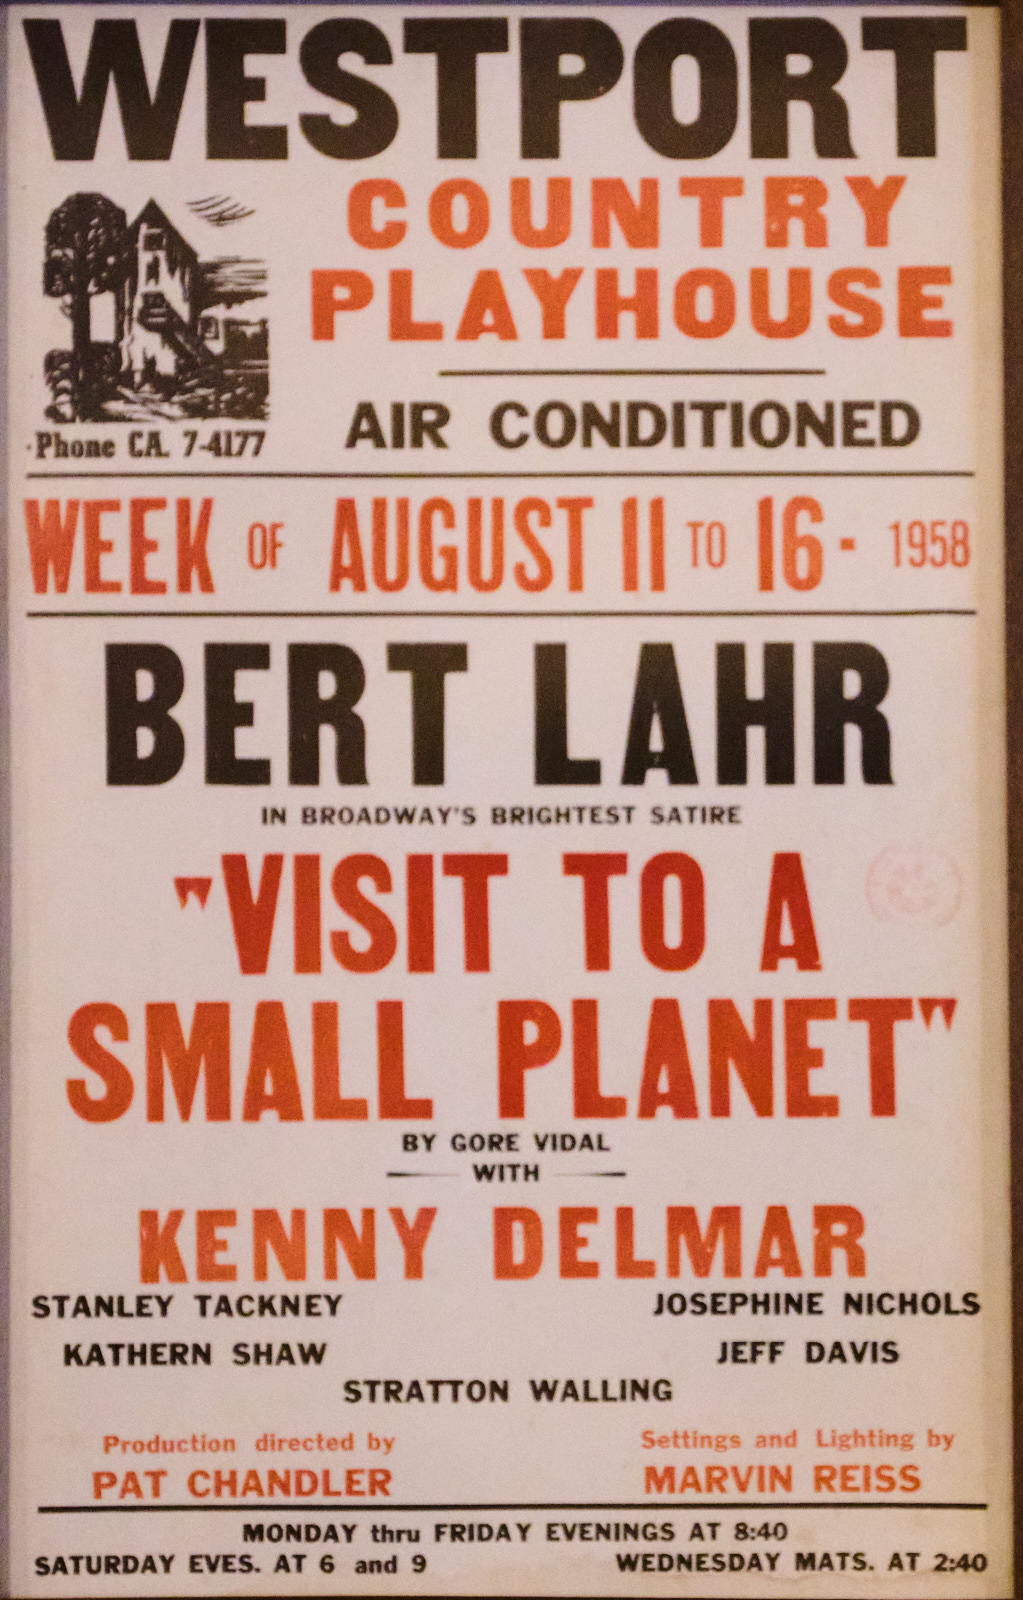 WESTPORT
COUNTRY
PLAYHOUSE
AIR CONDITIONED
Phone CA. 7-4177
WEEK OF AUGUST 11 TO 16 - 1958
BERT LAHR
IN BROADWAY'S BRIGHTEST SATIRE
"VISIT TO A
SMALL PLANET"
BY GORE VIDAL
WITH
KENNY DELMAR
STANLEY TACKNEY JOSEPHINE NICHOLS
KATHERN SHAW JEFF DAVIS
STRATTON WALLING
Production directed by Settings and Lighting by
PAT CHANDLER MARVIN REISS
MONDAY thru FRIDAY EVENINGS AT 8:40
SATURDAY EVES. AT 6 and 9 WEDNESDAY MATS. AT 2:40